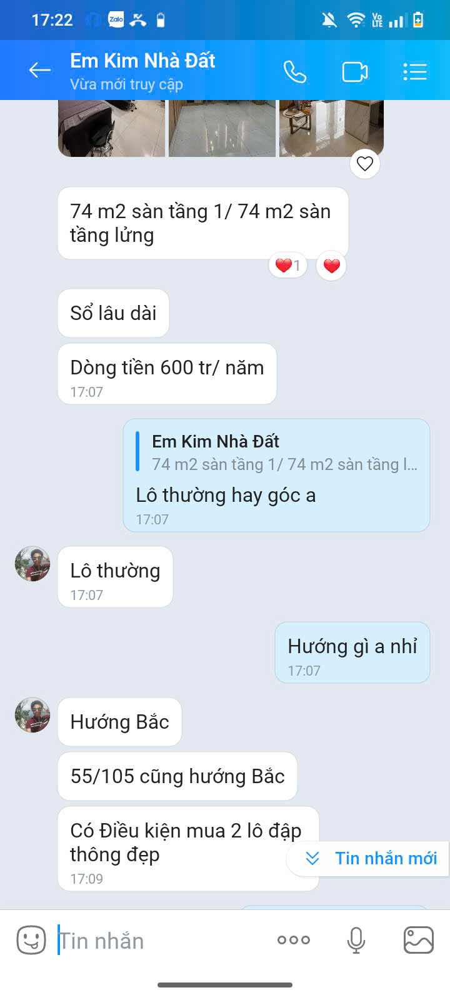 17:22
Zalo
Vo
LTE
Em Kim Nhà Đất
Vừa mới truy cập
74 m2 sàn tầng 1/ 74 m2 sàn
tầng lửng
1
Sổ lâu dài
Dòng tiền 600 tr/ năm
17:07
Em Kim Nhà Đất
74 m2 sàn tầng 1/ 74 m2 sàn tầng l...
Lô thường hay góc a
17:07
Lô thường
17:07
Hướng gì a nhỉ
17:07
Hướng Bắc
55/105 cũng hướng Bắc
Có Điều kiện mua 2 lô đập
thông đẹp
17:09
Tin nhắn mới
Tin nhắn